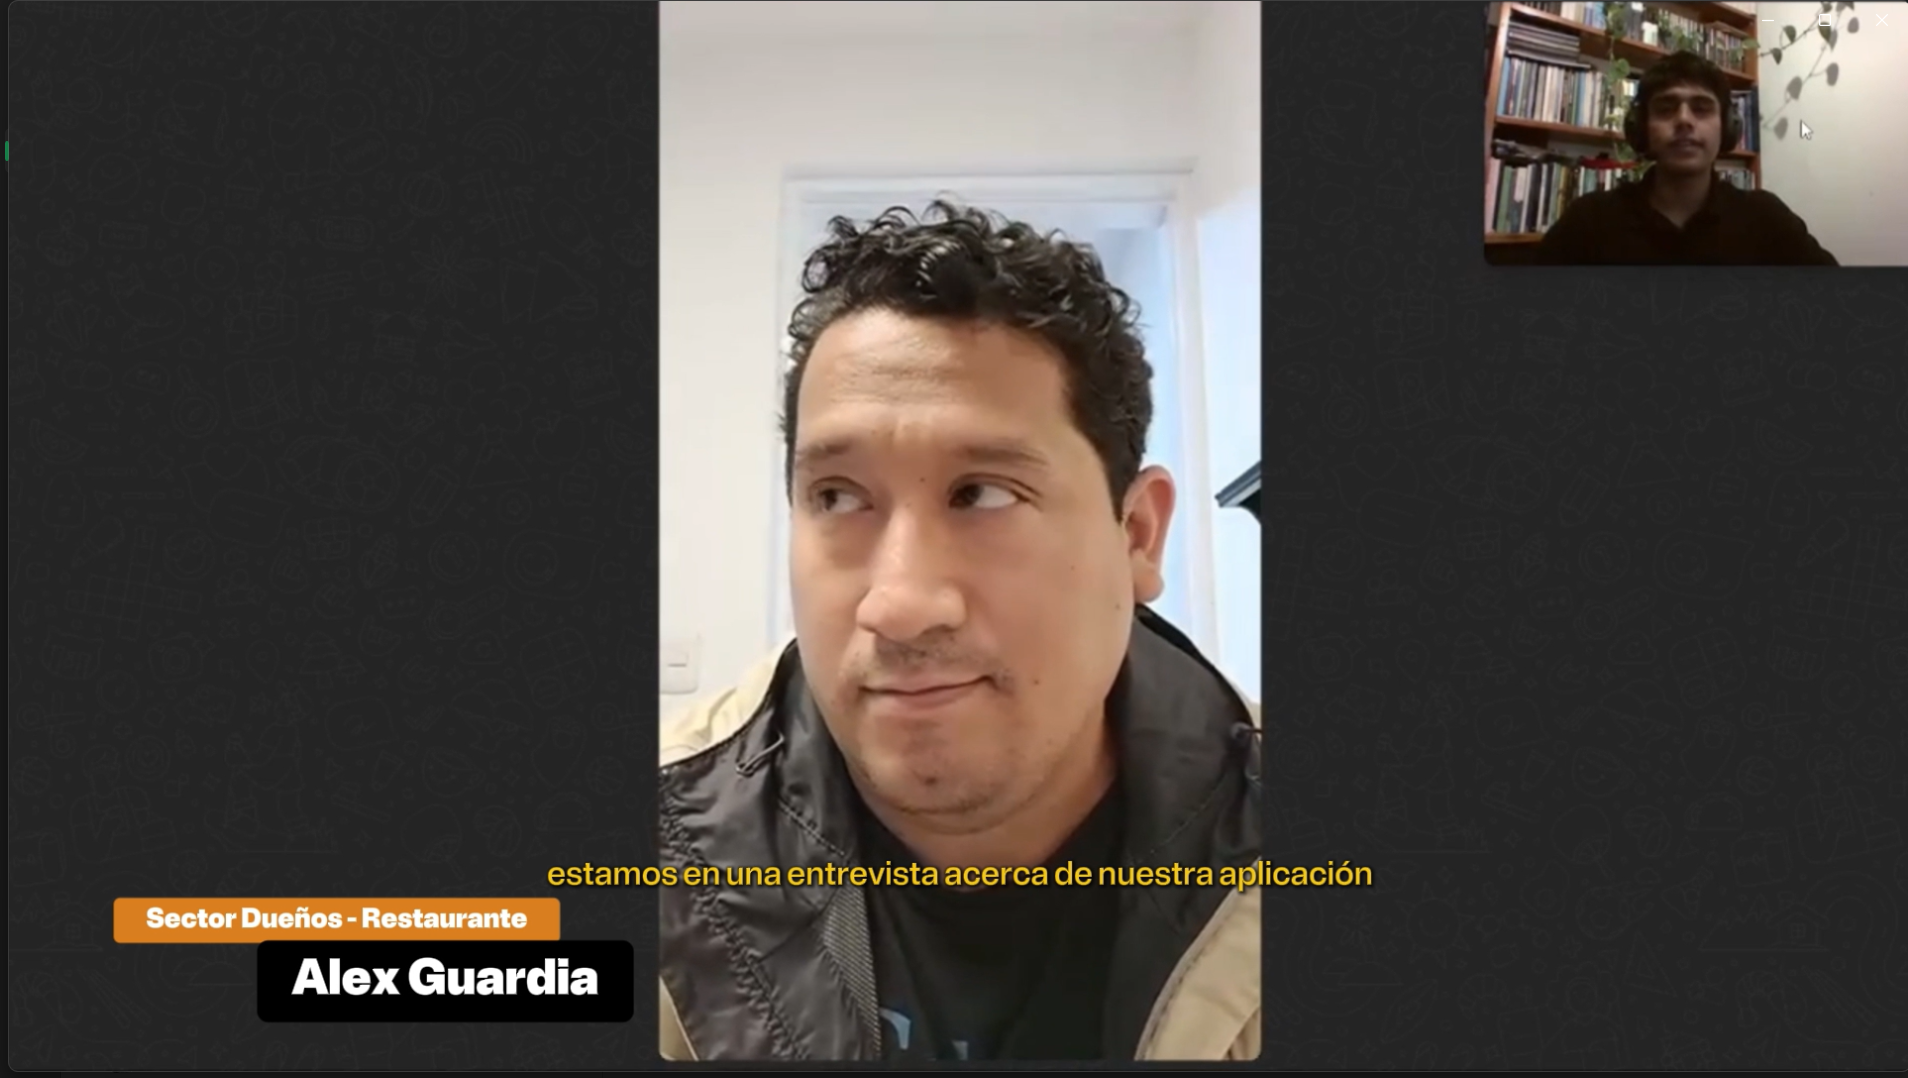 estamos en una entrevista acerca de nuestra aplicación
Sector Dueños - Restaurante
Alex Guardia